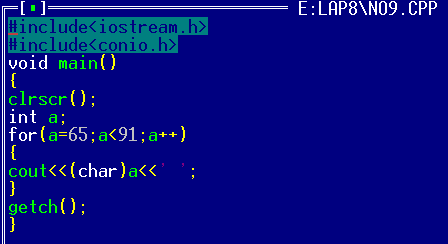 [■] E:LAP8\NO9.CPP
#include<iostream.h>
#include<conio.h>
void main()
{
clrscr();
int a;
for(a=65;a<91;a++)
{
cout<<(char)a<<' ';
}
getch();
}